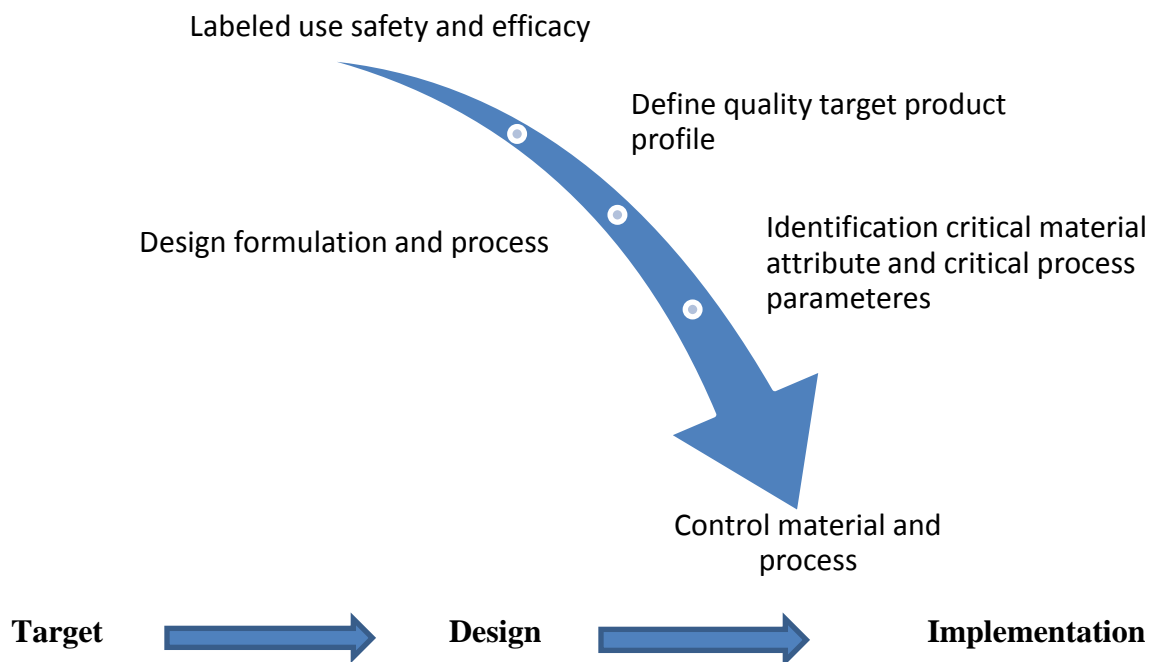 Labeled use safety and efficacy
Define quality target product
profile
Design formulation and process
Identification critical material
attribute and critical process
parameteres
Control material and
process
Target
Design
Implementation